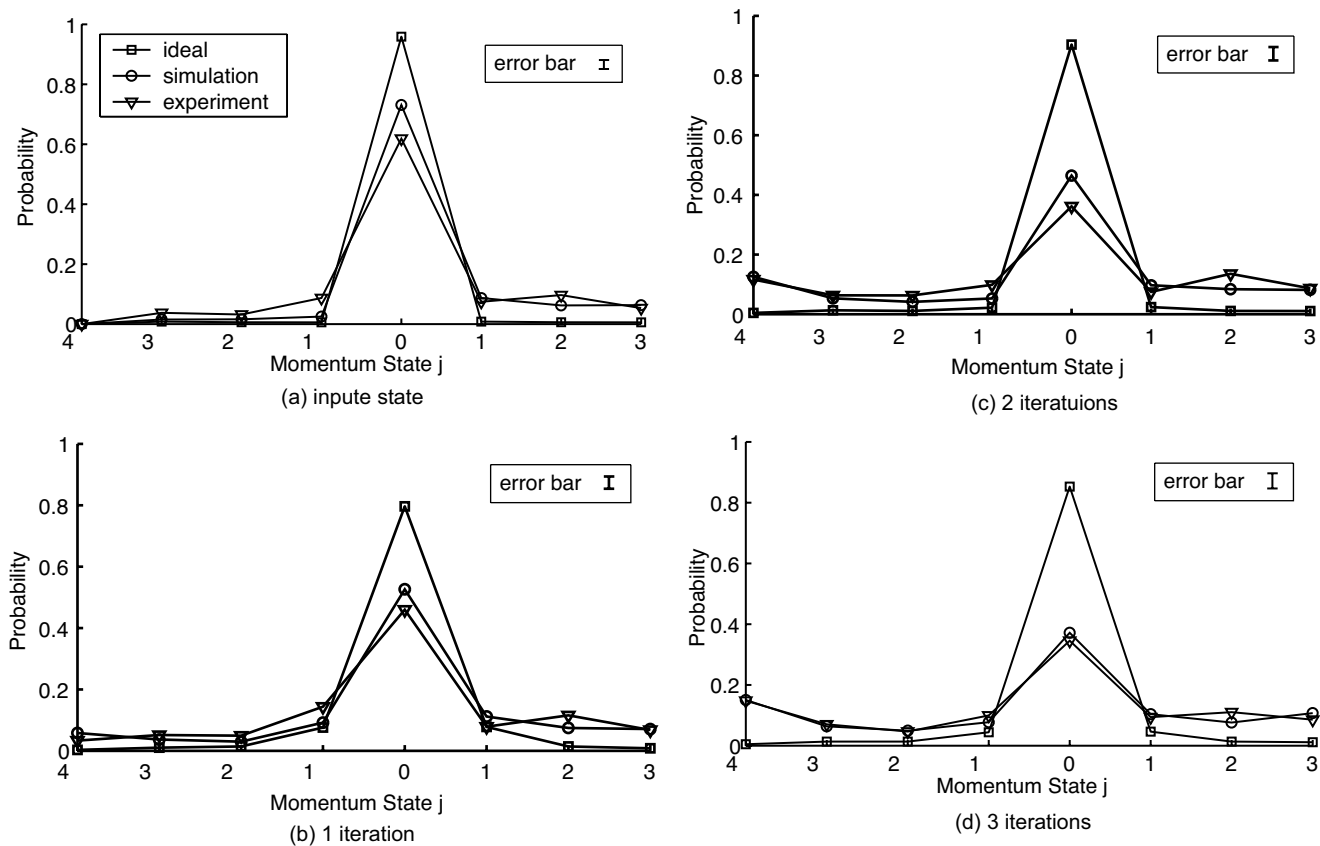 1
0.8
0.6
0.4
0.2
0
Probability
ideal
simulation
experiment
error bar
4 3 2 1 0 1 2 3
Momentum State j
(a) inpute state
1
0.8
0.6
0.4
0.2
0
Probability
error bar
4 3 2 1 0 1 2 3
Momentum State j
(c) 2 iteratuions
1
0.8
0.6
0.4
0.2
0
Probability
error bar
4 3 2 1 0 1 2 3
Momentum State j
(b) 1 iteration
1
0.8
0.6
0.4
0.2
0
Probability
error bar
4 3 2 1 0 1 2 3
Momentum State j
(d) 3 iterations